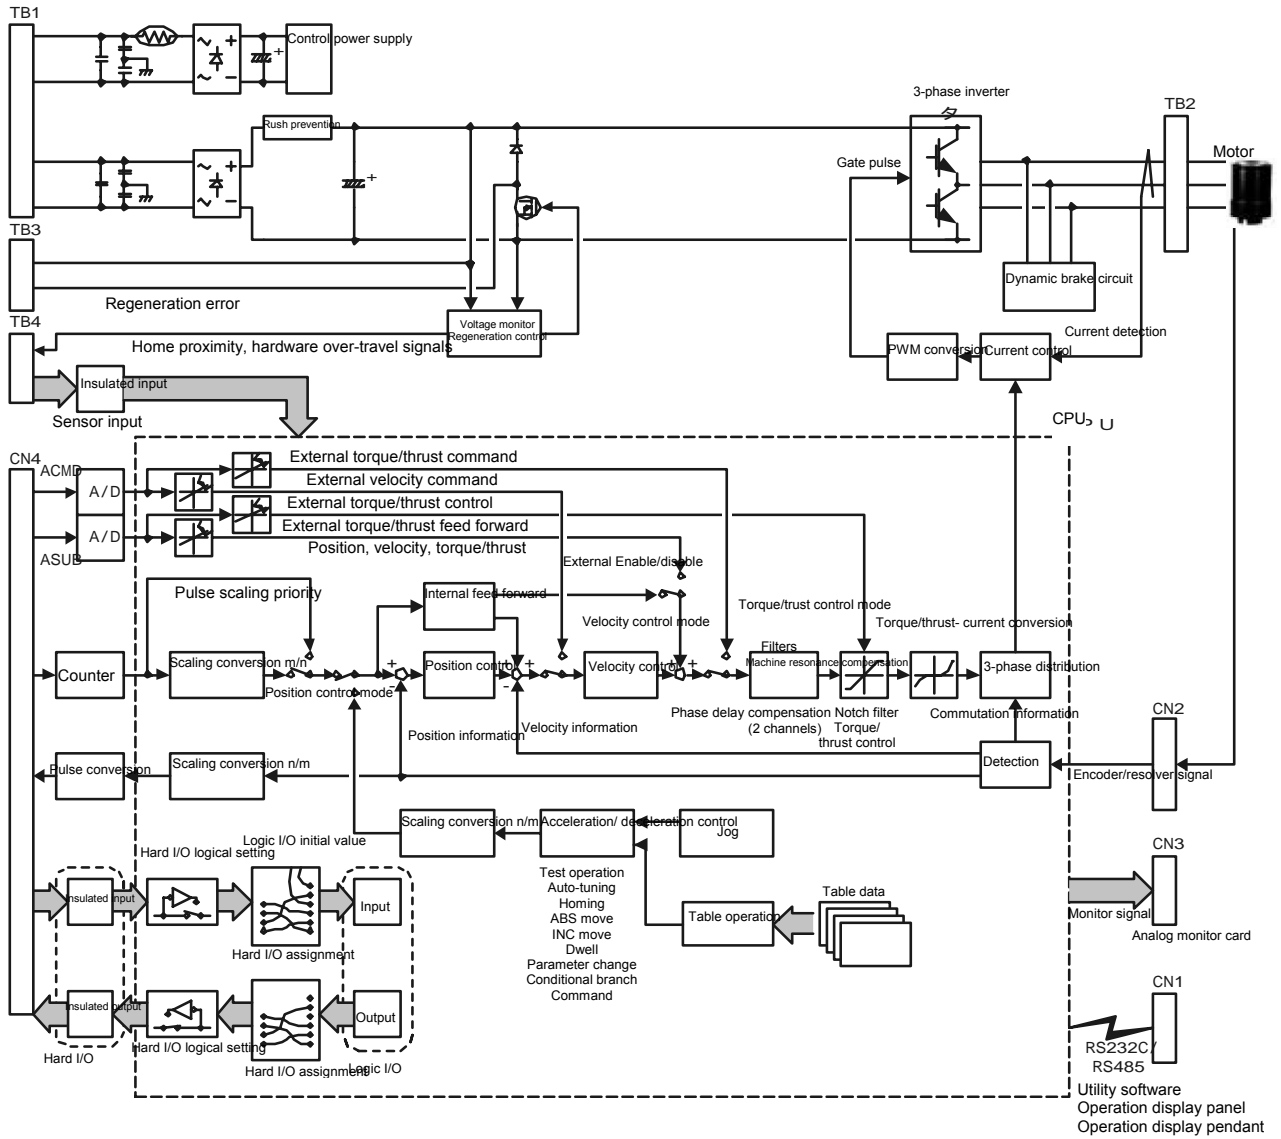 TB1
Control power supply
3-phase inverter
タ
TB2
Rush prevention
Gate pulse
Motor
TB3
Dynamic brake circuit
Regeneration error
TB4
Voltage monitor
Regeneration control
Current detection
Home proximity, hardware over-travel signals
PWM conversion
Current control
Insulated input
Sensor input
CPU
U
CN4
ACMD
External torque/thrust command
External velocity command
A/D
External torque/thrust control
External torque/thrust feed forward
A/D
Position, velocity, torque/thrust
ASUB
External Enable/disable
Pulse scaling priority
Internal feed forward
Torque/trust control mode
Velocity control mode
Torque/thrust- current conversion
Filters
Counter
Scaling conversion m/n
Position control
Velocity control
Machine resonance compensation
3-phase distribution
Position control mode
Phase delay compensation
(2 channels)
Notch filter
Torque/
thrust control
Commutation information
CN2
Position information
Velocity information
Pulse conversion
Scaling conversion n/m
Detection
Encoder/resolver signal
Scaling conversion n/m
Acceleration/ deceleration control
Jog
Logic I/O initial value
Hard I/O logical setting
CN3
Test operation
Auto-tuning
Homing
ABS move
INC move
Dwell
Parameter change
Conditional branch
Command
Table data
Insulated input
Input
Table operation
Monitor signal
Analog monitor card
Hard I/O assignment
CN1
Insulated output
Output
Hard I/O
Hard I/O logical setting
Hard I/O assignment
Logic I/O
RS232C/
RS485
Utility software
Operation display panel
Operation display pendant